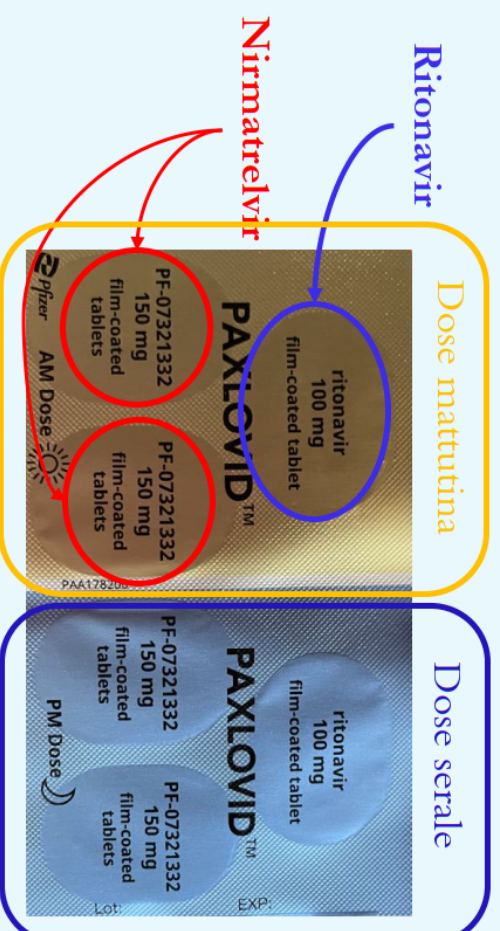 Ritonavir
Dose mattutina
Dose serale
Nirmatrelvir
ritonavir
100 mg
film-coated tablet
PAXLOVID™
PF-07321332
150 mg
film-coated
tablets
PF-07321332
150 mg
film-coated
tablets
Pfizer
AM Dose
ritonavir
100 mg
film-coated tablet
PAXLOVID™
EXP:
PF-07321332
150 mg
film-coated
tablets
PF-07321332
150 mg
film-coated
tablets
PM Dose
Lot: